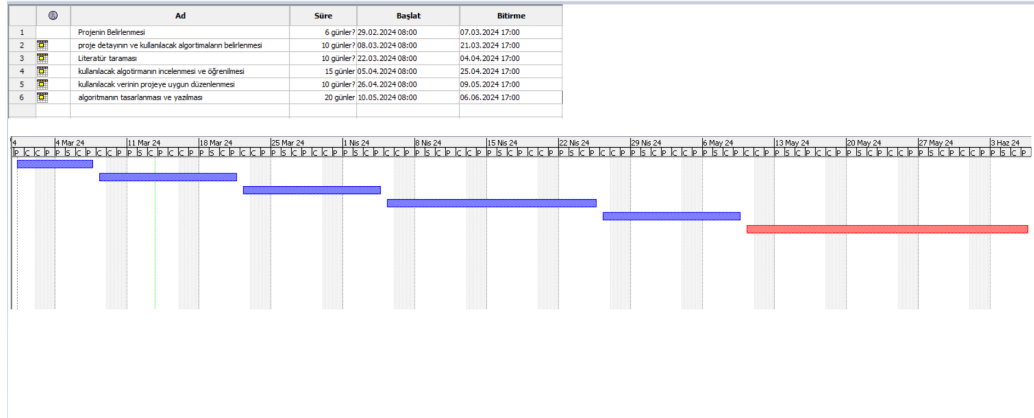 Ad Süre Başlat Bitirme
1 Projenin Belirlenmesi 6 günler? 29.02.2024 08:00 07.03.2024 17:00
2 proje detayının ve kullanılacak algortimaların belirlenmesi 10 günler? 08.03.2024 08:00 21.03.2024 17:00
3 Literatür taraması 10 günler? 22.03.2024 08:00 04.04.2024 17:00
4 kullanılacak algotirmanın incelenmesi ve öğrenilmesi 15 günler 05.04.2024 08:00 25.04.2024 17:00
5 kullanılacak verinin projeye uygun düzenlenmesi 10 günler? 26.04.2024 08:00 09.05.2024 17:00
6 algoritmanın tasarlanması ve yazılması 20 günler 10.05.2024 08:00 06.06.2024 17:00
4 4 Mar 24 11 Mar 24 18 Mar 24 25 Mar 24 1 Nis 24 8 Nis 24 15 Nis 24 22 Nis 24 29 Nis 24 6 May 24 13 May 24 20 May 24 27 May 24 3 Haz 24
P C C P P S C P C C P P S C P C C P P S C P C C P P S C P C C P P S C P C C P P S C P C C P P S C P C C P P S C P C C P P S C P C C P P S C P C C P P S C P C C P P S C P C C P P S C P C C P P S C P